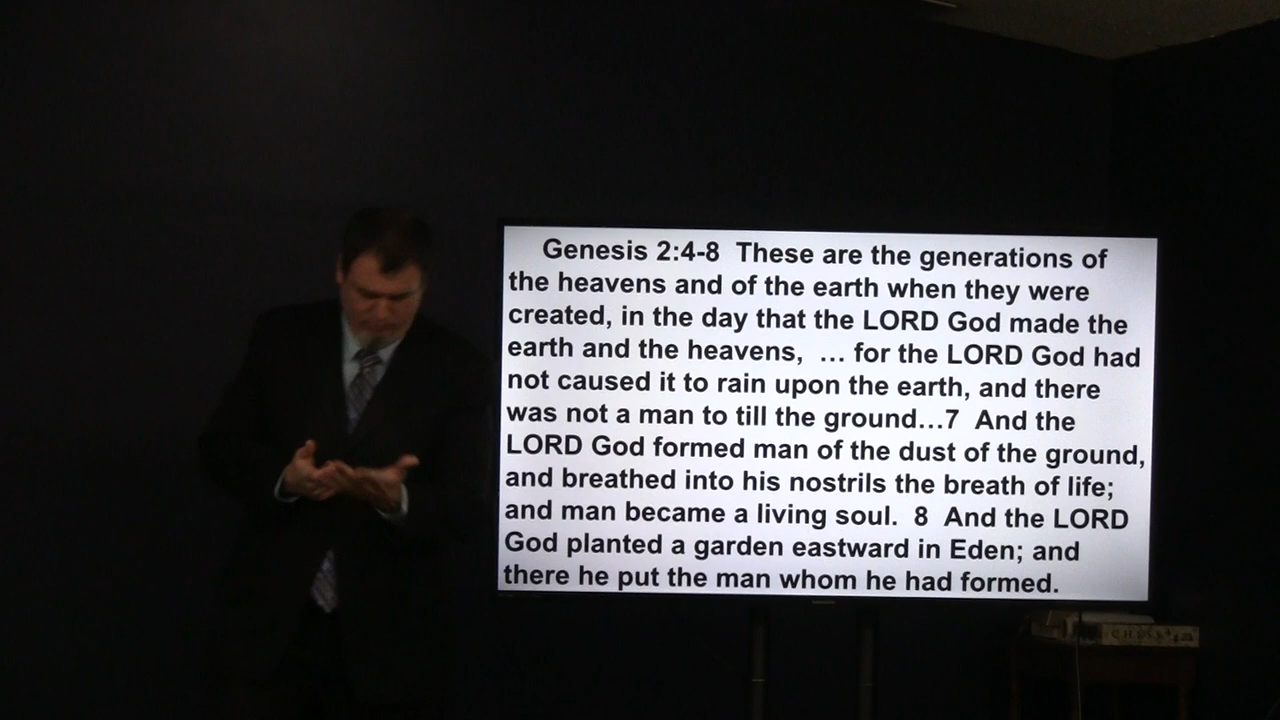 Genesis 2:4-8 These are the generations of
the heavens and of the earth when they were
created, in the day that the LORD God made the
earth and the heavens, … for the LORD God had
not caused it to rain upon the earth, and there
was not a man to till the ground…7 And the
LORD God formed man of the dust of the ground,
and breathed into his nostrils the breath of life;
and man became a living soul. 8 And the LORD
God planted a garden eastward in Eden; and
there he put the man whom he had formed.